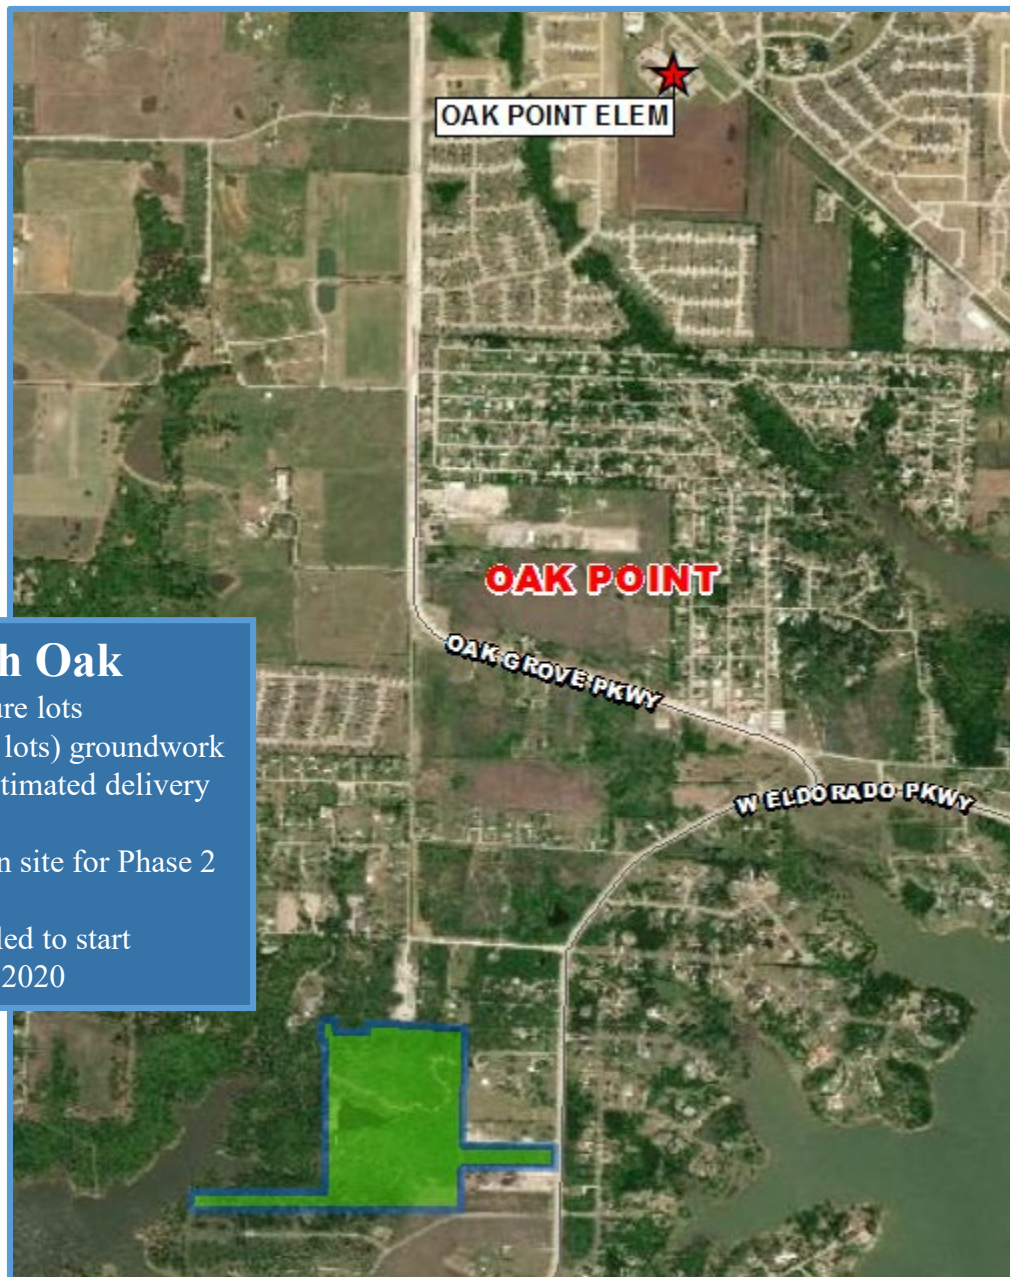 OAK POINT ELEM
OAK POINT
OAK GROVE PKWY
W ELDORADO PKWY
h Oak
ure lots
lots) groundwork
timated delivery
n site for Phase 2
led to start
2020